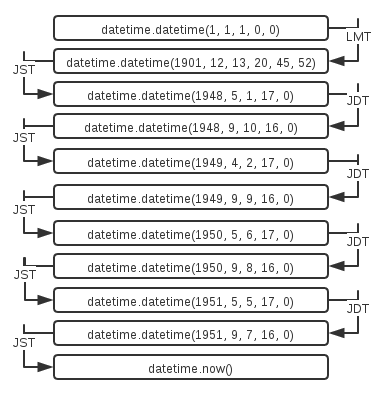 datetime.datetime(1, 1, 1, 0, 0)
LMT
datetime.datetime(1901, 12, 13, 20, 45, 52)
JST
datetime.datetime(1948, 5, 1, 17, 0)
JDT
datetime.datetime(1948, 9, 10, 16, 0)
JST
datetime.datetime(1949, 4, 2, 17, 0)
JDT
datetime.datetime(1949, 9, 9, 16, 0)
JST
datetime.datetime(1950, 5, 6, 17, 0)
JDT
datetime.datetime(1950, 9, 8, 16, 0)
JST
datetime.datetime(1951, 5, 5, 17, 0)
JDT
datetime.datetime(1951, 9, 7, 16, 0)
JST
datetime.now()